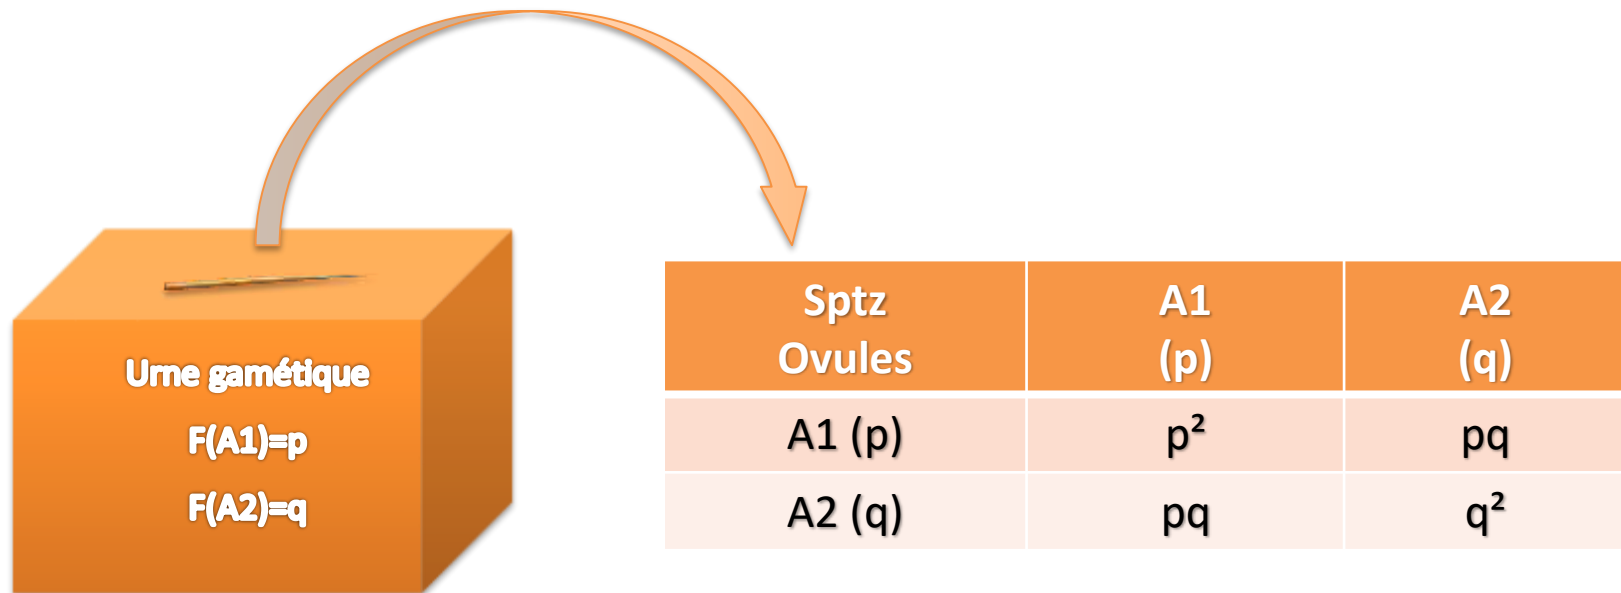 Urne gamétique
F(A1)=p
F(A2)=q
Sptz A1 A2
Ovules (p) (q)
A1 (p) p² pq
A2 (q) pq q²